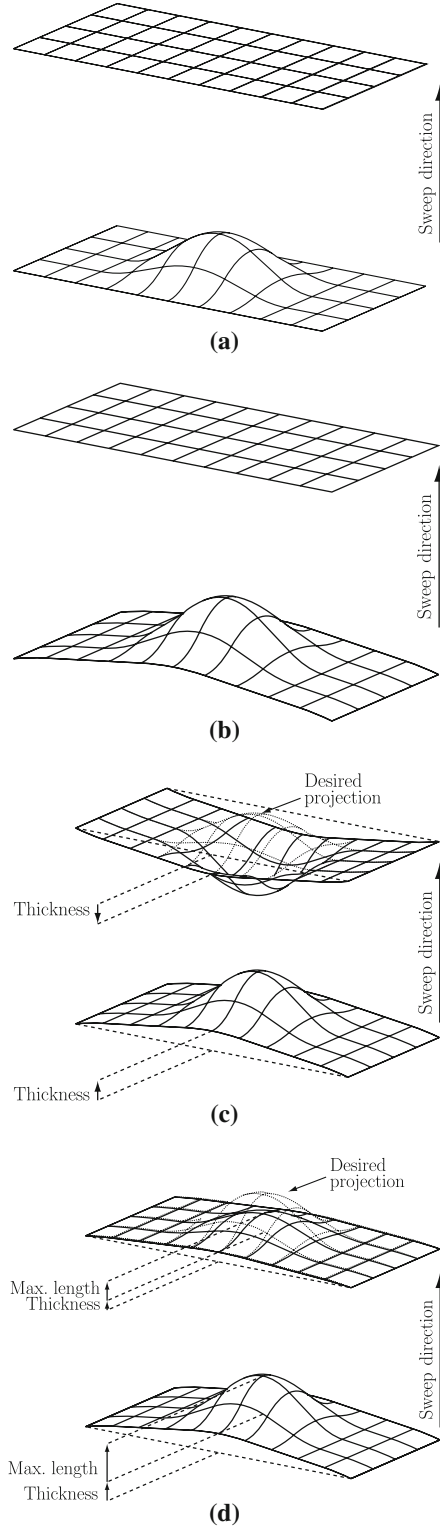 Sweep direction
(a)
Sweep direction
(b)
Desired
projection
Thickness
Sweep direction
Thickness
(c)
Desired
projection
Max. length
Thickness
Sweep direction
Max. length
Thickness
(d)